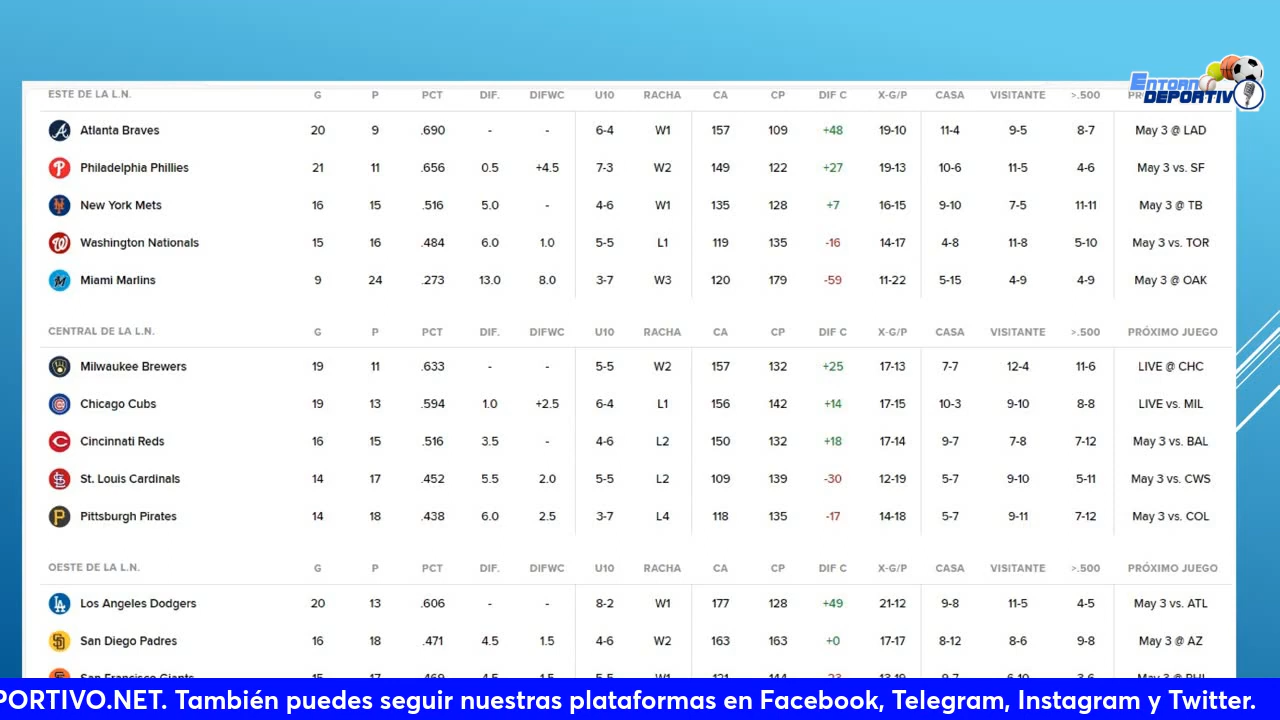 ENTORNO DEPORTIVO
ESTE DE LA L.N. G P PCT DIF. DIFWC U10 RACHA CA CP DIF C X-G/P CASA VISITANTE >.500
Atlanta Braves 20 9 .690 - - 6-4 W1 157 109 +48 19-10 11-4 9-5 8-7 May 3 @ LAD
Philadelphia Phillies 21 11 .656 0.5 +4.5 7-3 W2 149 122 +27 19-13 10-6 11-5 4-6 May 3 vs. SF
New York Mets 16 15 .516 5.0 - 4-6 W1 135 128 +7 16-15 9-10 7-5 11-11 May 3 @ TB
Washington Nationals 15 16 .484 6.0 1.0 5-5 L1 119 135 -16 14-17 4-8 11-8 5-10 May 3 vs. TOR
Miami Marlins 9 24 .273 13.0 8.0 3-7 W3 120 179 -59 11-22 5-15 4-9 4-9 May 3 @ OAK
CENTRAL DE LA L.N. G P PCT DIF. DIFWC U10 RACHA CA CP DIF C X-G/P CASA VISITANTE >.500 PRÓXIMO JUEGO
Milwaukee Brewers 19 11 .633 - - 5-5 W2 157 132 +25 17-13 7-7 12-4 11-6 LIVE @ CHC
Chicago Cubs 19 13 .594 1.0 +2.5 6-4 L1 156 142 +14 17-15 10-3 9-10 8-8 LIVE vs. MIL
Cincinnati Reds 16 15 .516 3.5 - 4-6 L2 150 132 +18 17-14 9-7 7-8 7-12 May 3 vs. BAL
St. Louis Cardinals 14 17 .452 5.5 2.0 5-5 L2 109 139 -30 12-19 5-7 9-10 5-11 May 3 vs. CWS
Pittsburgh Pirates 14 18 .438 6.0 2.5 3-7 L4 118 135 -17 14-18 5-7 9-11 7-12 May 3 vs. COL
OESTE DE LA L.N. G P PCT DIF. DIFWC U10 RACHA CA CP DIF C X-G/P CASA VISITANTE >.500 PRÓXIMO JUEGO
Los Angeles Dodgers 20 13 .606 - - 8-2 W1 177 128 +49 21-12 9-8 11-5 4-5 May 3 vs. ATL
San Diego Padres 16 18 .471 4.5 1.5 4-6 W2 163 163 +0 17-17 8-12 8-6 9-8 May 3 @ AZ
San Francisco Giants
PORTIVO.NET. También puedes seguir nuestras plataformas en Facebook, Telegram, Instagram y Twitter.